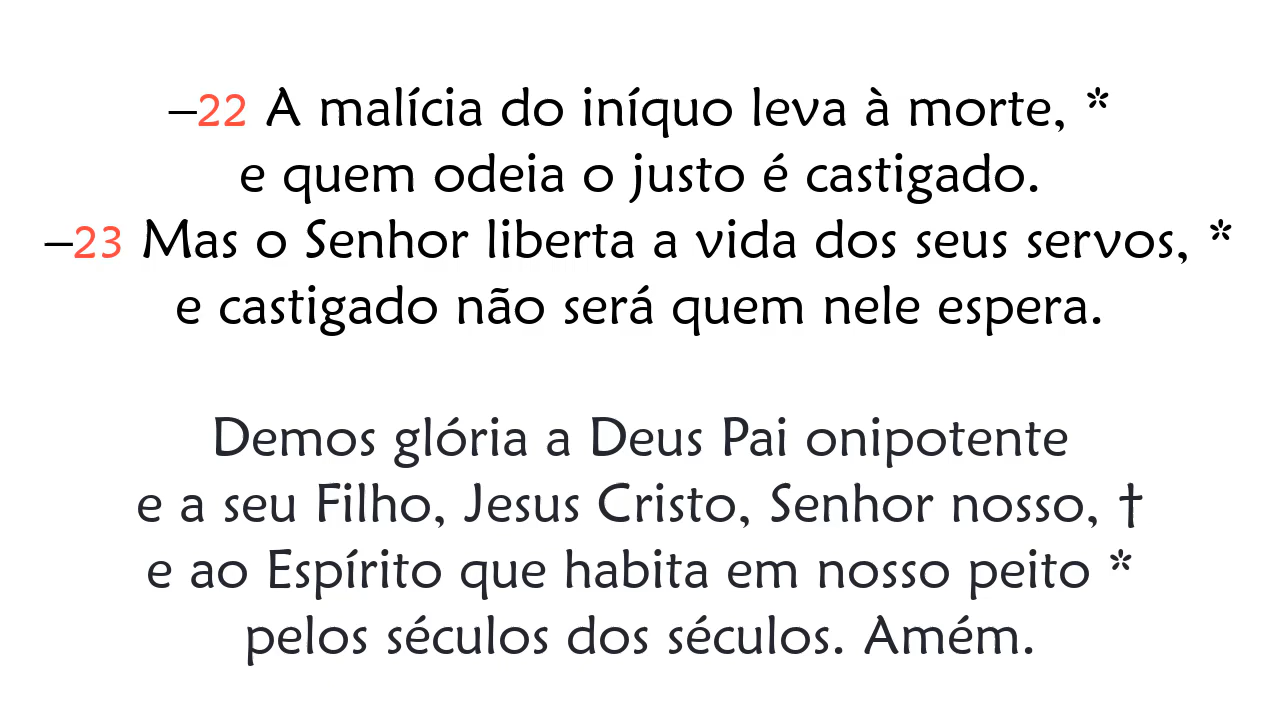 –22 A malícia do iníquo leva à morte, *
e quem odeia o justo é castigado.
–23 Mas o Senhor liberta a vida dos seus servos, *
e castigado não será quem nele espera.
Demos glória a Deus Pai onipotente
e a seu Filho, Jesus Cristo, Senhor nosso, †
e ao Espírito que habita em nosso peito *
pelos séculos dos séculos. Amém.